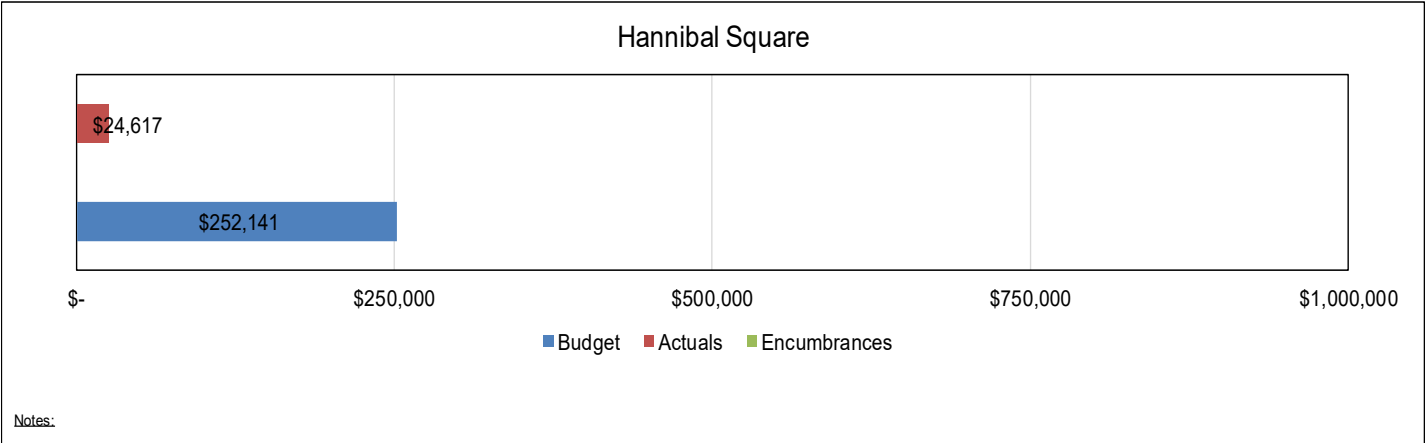 Hannibal Square
$24,617
$252,141
$- $250,000 $500,000 $750,000 $1,000,000
Budget Actuals Encumbrances
Notes: